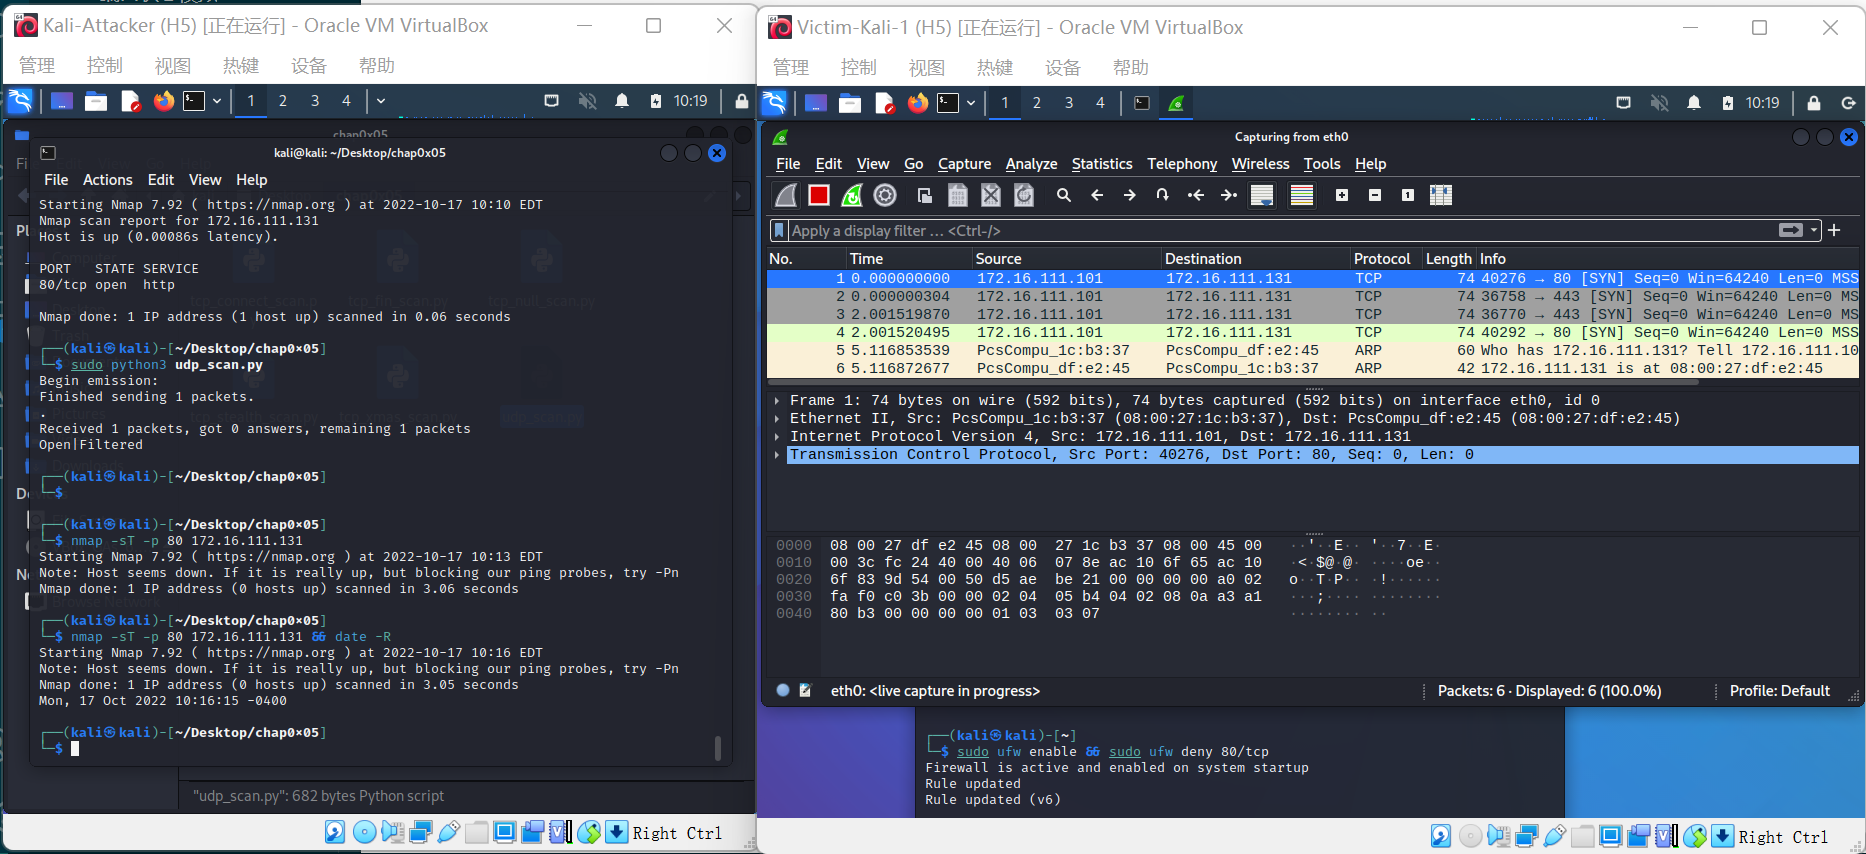 Kali-Attacker (H5) [正在运行] - Oracle VM VirtualBox
管理 控制 视图 热键 设备 帮助
1 2 3 4 10:19
chap0x05
kali@kali: ~/Desktop/chap0x05
File Actions Edit View Help
Starting Nmap 7.92 ( https://nmap.org ) at 2022-10-17 10:10 EDT
Nmap scan report for 172.16.111.131
Host is up (0.00086s latency).
PORT STATE SERVICE
80/tcp open http
Nmap done: 1 IP address (1 host up) scanned in 0.06 seconds
┌──(kali㉿kali)-[~/Desktop/chap0×05]
└─$ sudo python3 udp_scan.py
Begin emission:
Finished sending 1 packets.
.
Received 1 packets, got 0 answers, remaining 1 packets
Open|Filtered
┌──(kali㉿kali)-[~/Desktop/chap0×05]
└─$
┌──(kali㉿kali)-[~/Desktop/chap0×05]
└─$ nmap -sT -p 80 172.16.111.131
Starting Nmap 7.92 ( https://nmap.org ) at 2022-10-17 10:13 EDT
Note: Host seems down. If it is really up, but blocking our ping probes, try -Pn
Nmap done: 1 IP address (0 hosts up) scanned in 3.06 seconds
┌──(kali㉿kali)-[~/Desktop/chap0×05]
└─$ nmap -sT -p 80 172.16.111.131 && date -R
Starting Nmap 7.92 ( https://nmap.org ) at 2022-10-17 10:16 EDT
Note: Host seems down. If it is really up, but blocking our ping probes, try -Pn
Nmap done: 1 IP address (0 hosts up) scanned in 3.05 seconds
Mon, 17 Oct 2022 10:16:15 -0400
┌──(kali㉿kali)-[~/Desktop/chap0×05]
└─$
tcp_connect_scan.p tcp_fin_scan.py tcp_null_scan.py
tcp_stealth_scan.py tcp_xmas_scan.py udp_scan.py
"udp_scan.py": 682 bytes Python script
Right Ctrl
Victim-Kali-1 (H5) [正在运行] - Oracle VM VirtualBox
管理 控制 视图 热键 设备 帮助
1 2 3 4 10:19
Capturing from eth0
File Edit View Go Capture Analyze Statistics Telephony Wireless Tools Help
Apply a display filter ... <Ctrl-/>
No. Time Source Destination Protocol Length Info
1 0.000000000 172.16.111.101 172.16.111.131 TCP 74 40276 → 80 [SYN] Seq=0 Win=64240 Len=0 MSS
2 0.000000304 172.16.111.101 172.16.111.131 TCP 74 36758 → 443 [SYN] Seq=0 Win=64240 Len=0 MS
3 2.001519870 172.16.111.101 172.16.111.131 TCP 74 36770 → 443 [SYN] Seq=0 Win=64240 Len=0 MS
4 2.001520495 172.16.111.101 172.16.111.131 TCP 74 40292 → 80 [SYN] Seq=0 Win=64240 Len=0 MSS
5 5.116853539 PcsCompu_1c:b3:37 PcsCompu_df:e2:45 ARP 60 Who has 172.16.111.131? Tell 172.16.111.10
6 5.116872677 PcsCompu_df:e2:45 PcsCompu_1c:b3:37 ARP 42 172.16.111.131 is at 08:00:27:df:e2:45
Frame 1: 74 bytes on wire (592 bits), 74 bytes captured (592 bits) on interface eth0, id 0
Ethernet II, Src: PcsCompu_1c:b3:37 (08:00:27:1c:b3:37), Dst: PcsCompu_df:e2:45 (08:00:27:df:e2:45)
Internet Protocol Version 4, Src: 172.16.111.101, Dst: 172.16.111.131
Transmission Control Protocol, Src Port: 40276, Dst Port: 80, Seq: 0, Len: 0
0000 08 00 27 df e2 45 08 00 27 1c b3 37 08 00 45 00 ··'··E·· '··7··E·
0010 00 3c fc 24 40 00 40 06 07 8e ac 10 6f 65 ac 10 ·<·$@·@· ····oe··
0020 6f 83 9d 54 00 50 d5 ae be 21 00 00 00 00 a0 02 o··T·P·· ·!······
0030 fa f0 c0 3b 00 00 02 04 05 b4 04 02 08 0a a3 a1 ···;···· ········
0040 80 b3 00 00 00 00 01 03 03 07 ········ ··
eth0: <live capture in progress> Packets: 6 · Displayed: 6 (100.0%) Profile: Default
┌──(kali㉿kali)-[~]
└─$ sudo ufw enable && sudo ufw deny 80/tcp
Firewall is active and enabled on system startup
Rule updated
Rule updated (v6)
Right Ctrl